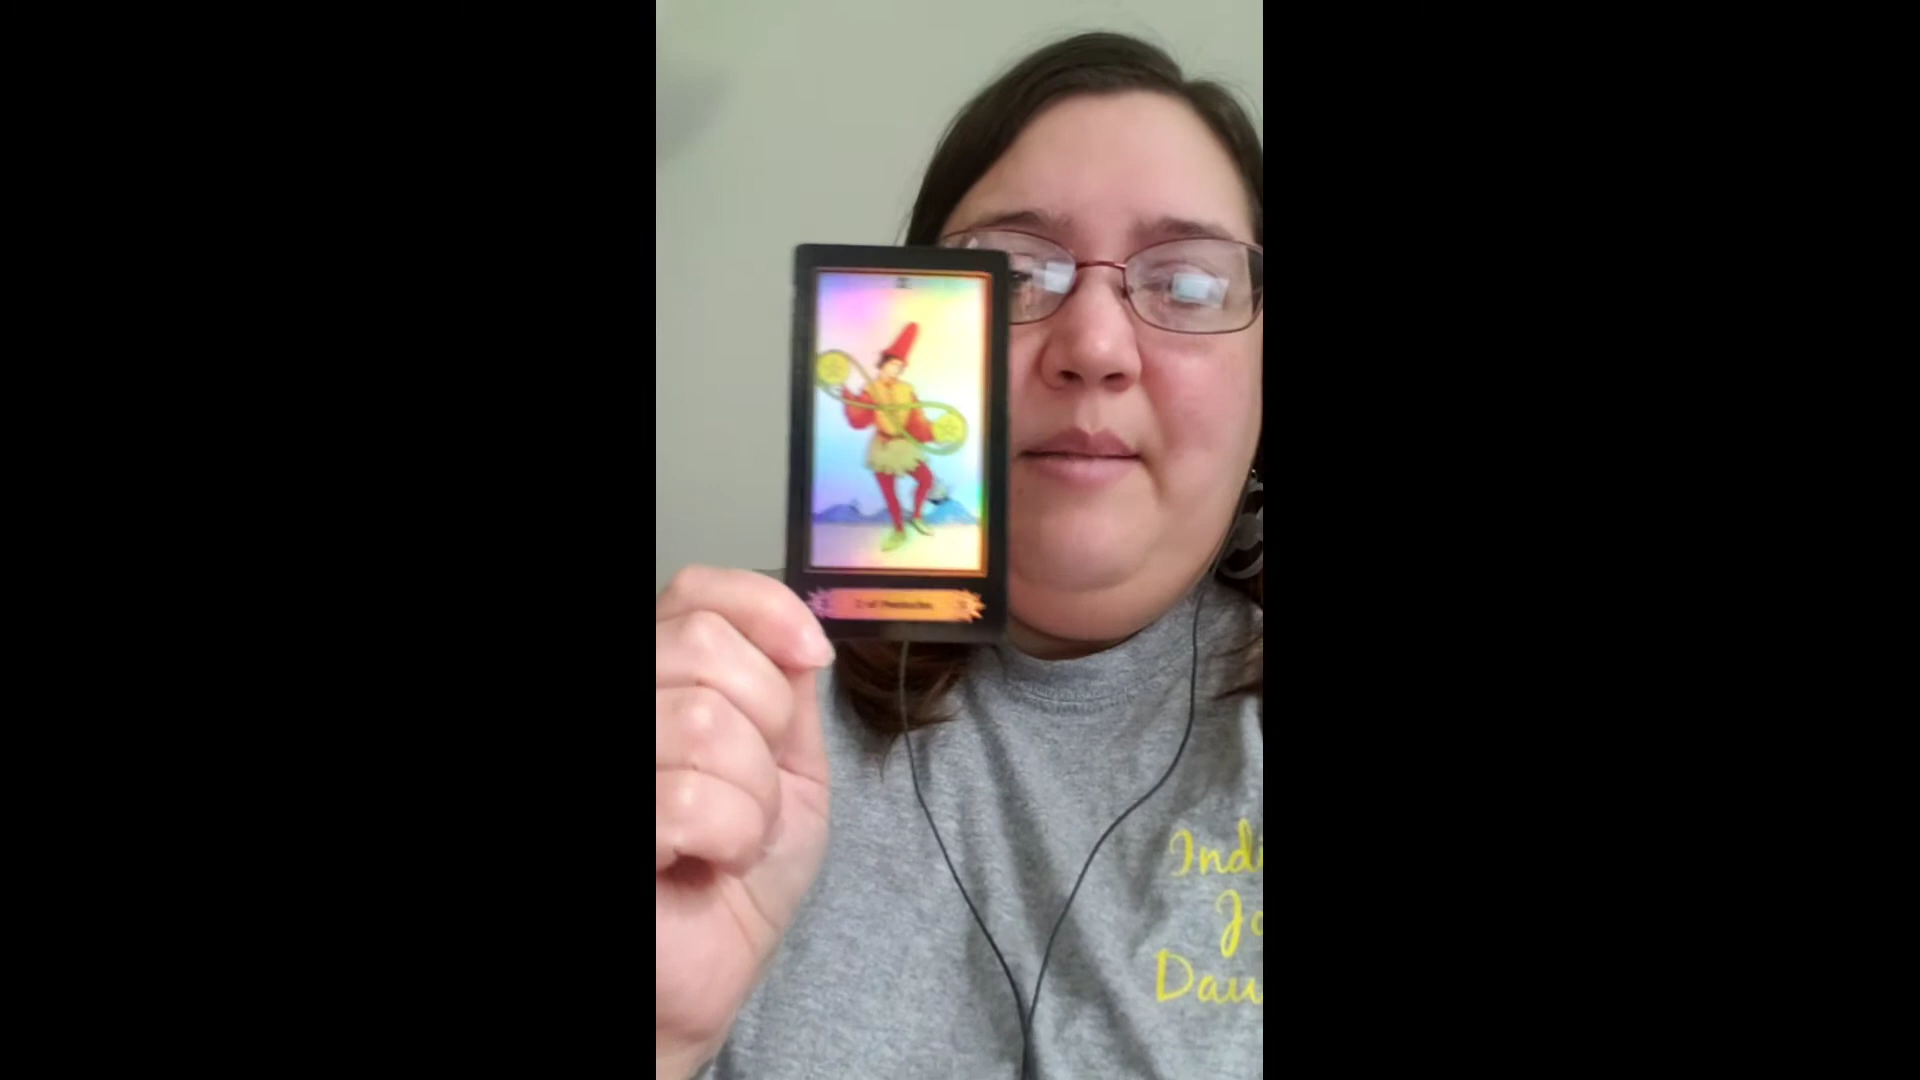 2 of Pentacles
Indi
Jo
Dau